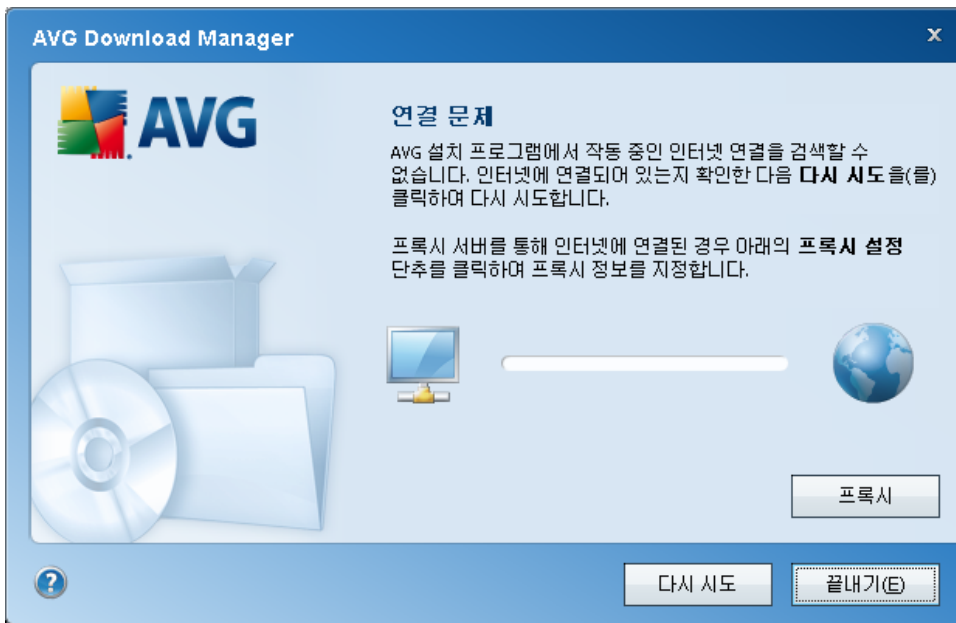 AVG Download Manager
x
AVG
연결 문제
AVG 설치 프로그램에서 작동 중인 인터넷 연결을 검색할 수
없습니다. 인터넷에 연결되어 있는지 확인한 다음 다시 시도을(를)
클릭하여 다시 시도합니다.
프록시 서버를 통해 인터넷에 연결된 경우 아래의 프록시 설정
단추를 클릭하여 프록시 정보를 지정합니다.
프록시
?
다시 시도
끝내기(E)